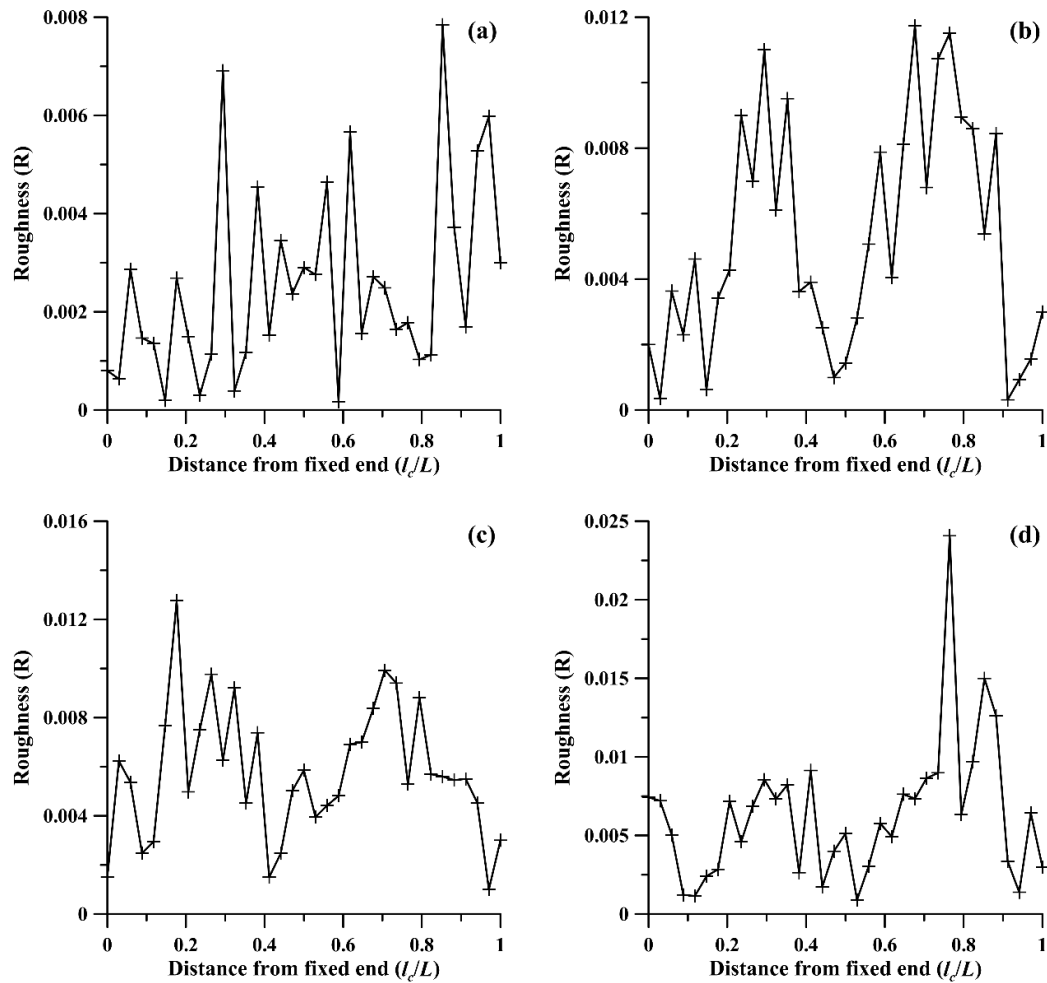 (a)
0.008
0.006
0.004
0.002
0
Roughness (R)
0 0.2 0.4 0.6 0.8 1
Distance from fixed end (lc/L)
(b)
0.012
0.008
0.004
0
Roughness (R)
0 0.2 0.4 0.6 0.8 1
Distance from fixed end (lc/L)
(c)
0.016
0.012
0.008
0.004
0
Roughness (R)
0 0.2 0.4 0.6 0.8 1
Distance from fixed end (lc/L)
(d)
0.025
0.02
0.015
0.01
0.005
0
Roughness (R)
0 0.2 0.4 0.6 0.8 1
Distance from fixed end (lc/L)